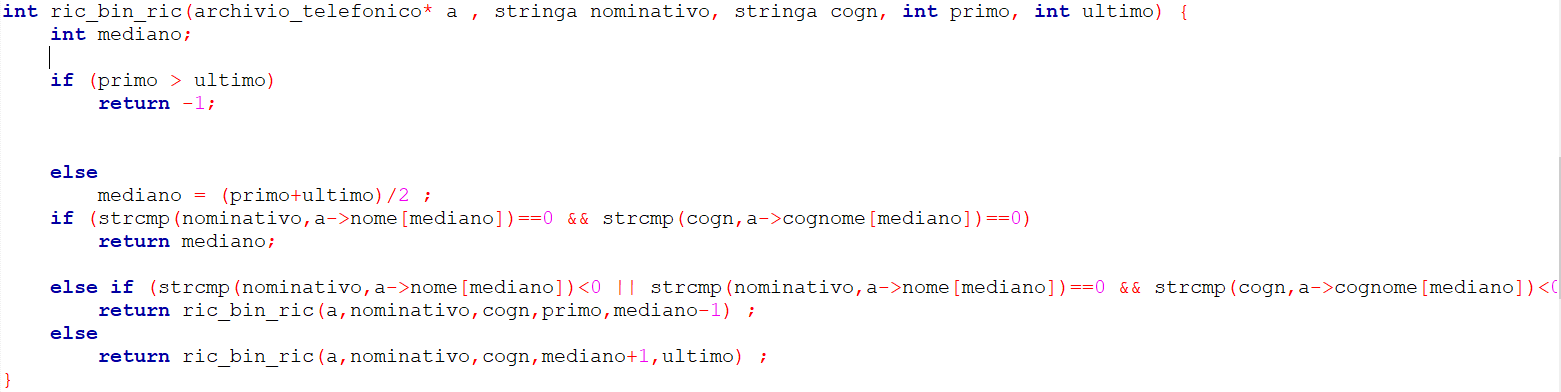 int ric_bin_ric(archivio_telefonico* a , stringa nominativo, stringa cogn, int primo, int ultimo) {
int mediano;
if (primo > ultimo)
return -1;
else
mediano = (primo+ultimo)/2 ;
if (strcmp(nominativo,a->nome[mediano])==0 && strcmp(cogn,a->cognome[mediano])==0)
return mediano;
else if (strcmp(nominativo,a->nome[mediano])<0 || strcmp(nominativo,a->nome[mediano])==0 && strcmp(cogn,a->cognome[mediano])<0
return ric_bin_ric(a,nominativo,cogn,primo,mediano-1) ;
else
return ric_bin_ric(a,nominativo,cogn,mediano+1,ultimo) ;
}